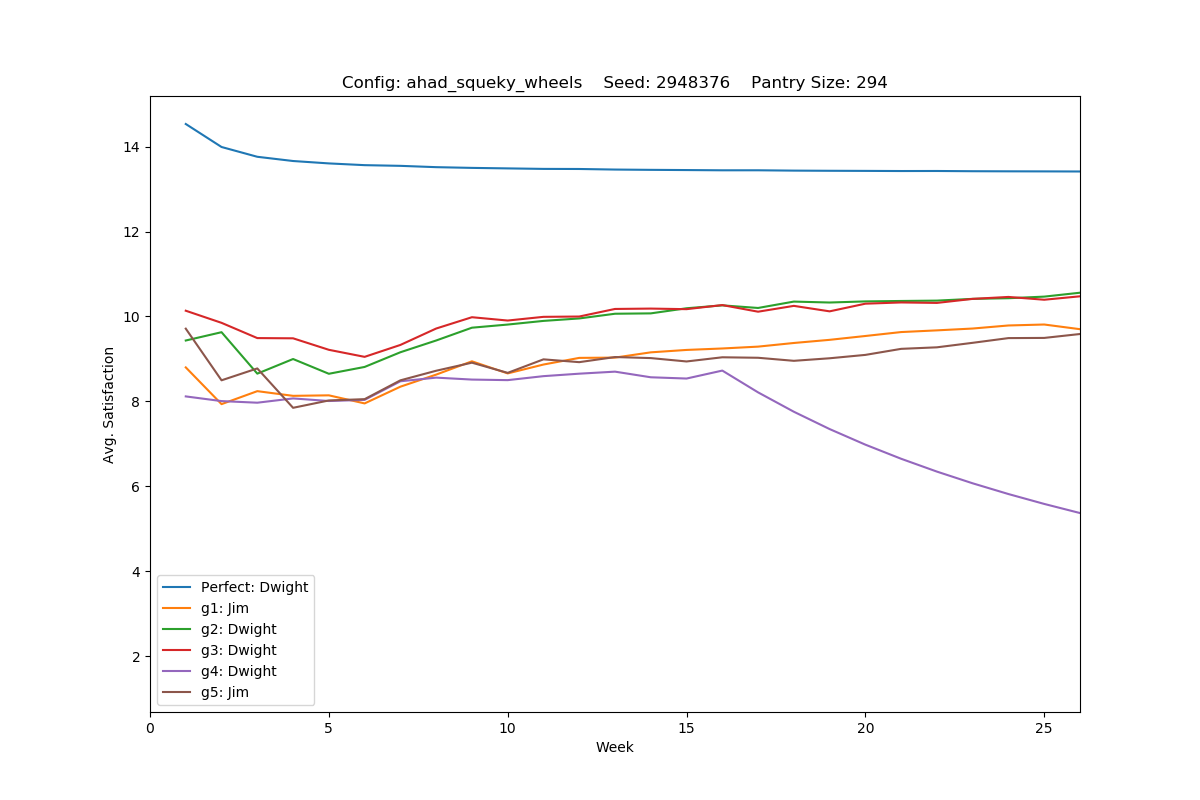 Config: ahad_squeky_wheels    Seed: 2948376    Pantry Size: 294
14
12
10
8
6
4
2
Avg. Satisfaction
Perfect: Dwight
g1: Jim
g2: Dwight
g3: Dwight
g4: Dwight
g5: Jim
0 5 10 15 20 25
Week